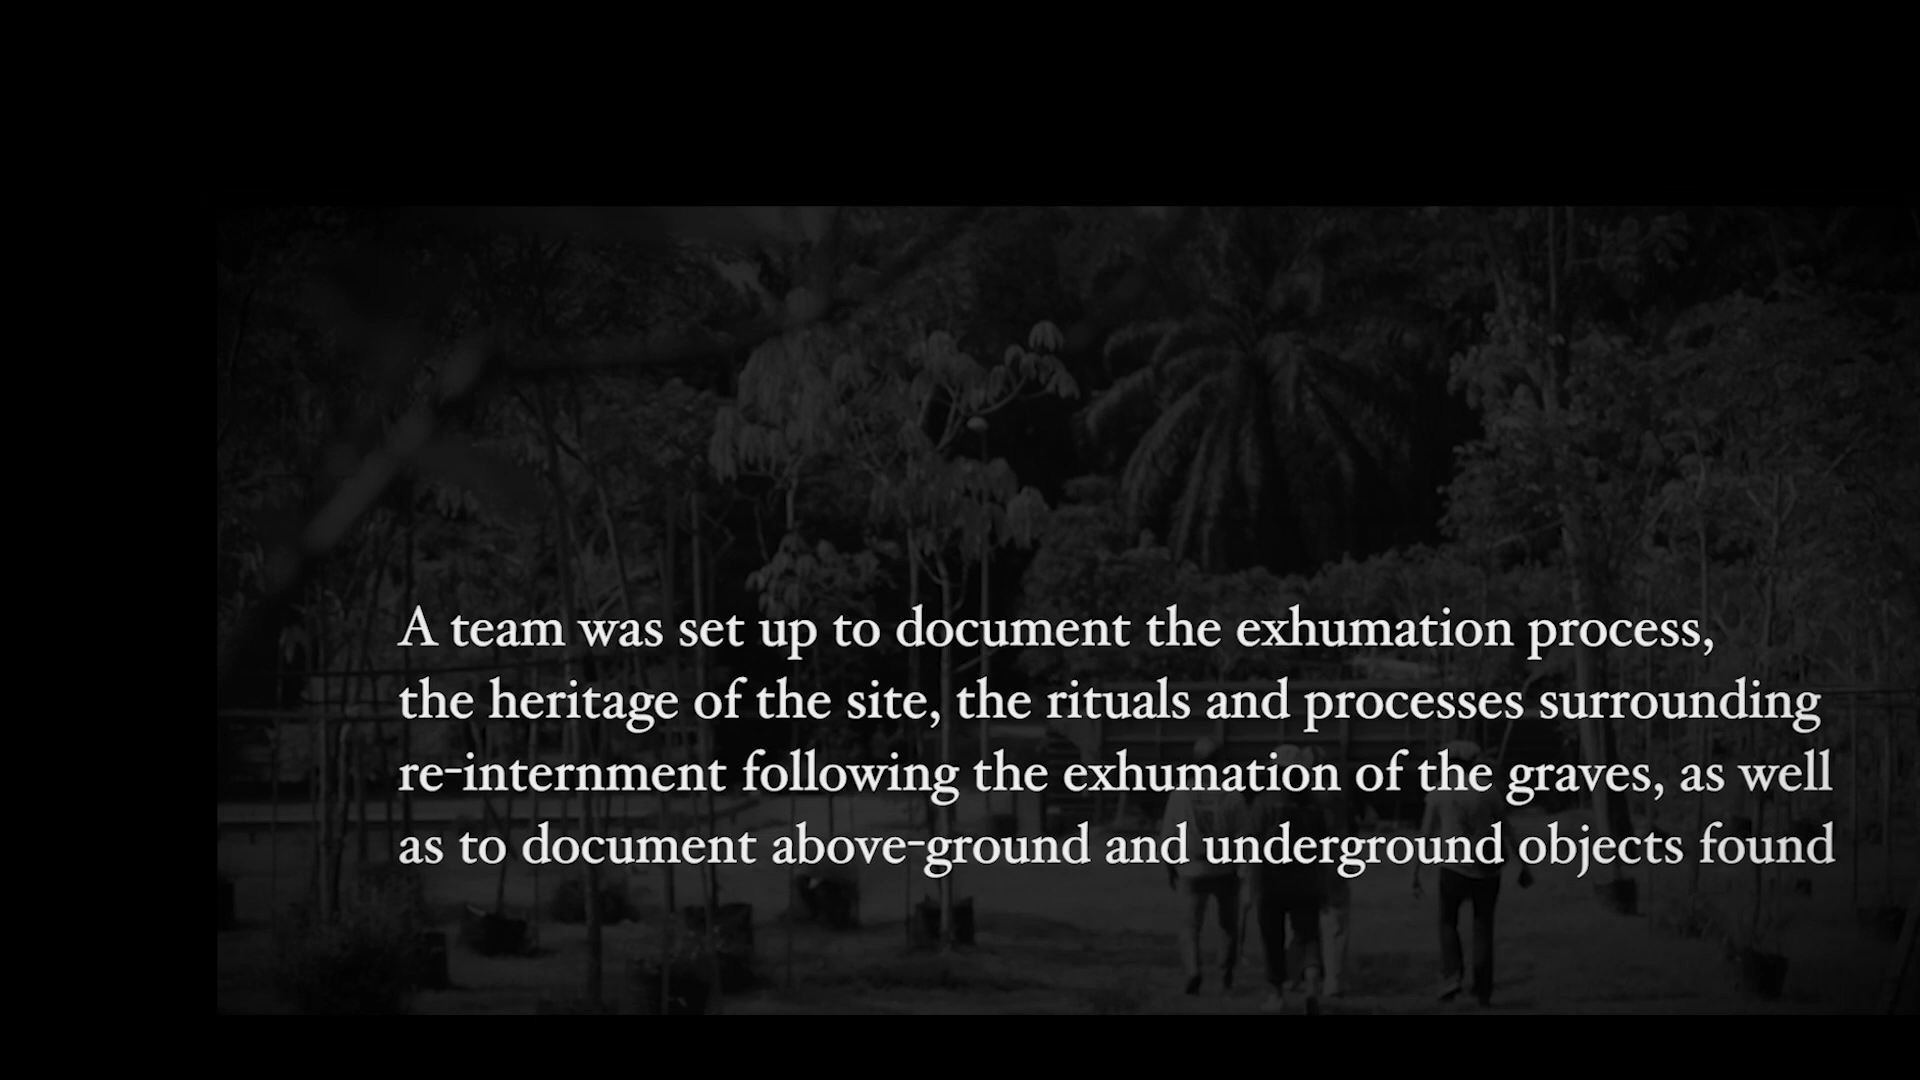 A team was set up to document the exhumation process,
the heritage of the site, the rituals and processes surrounding
re-internment following the exhumation of the graves, as well
as to document above-ground and underground objects found